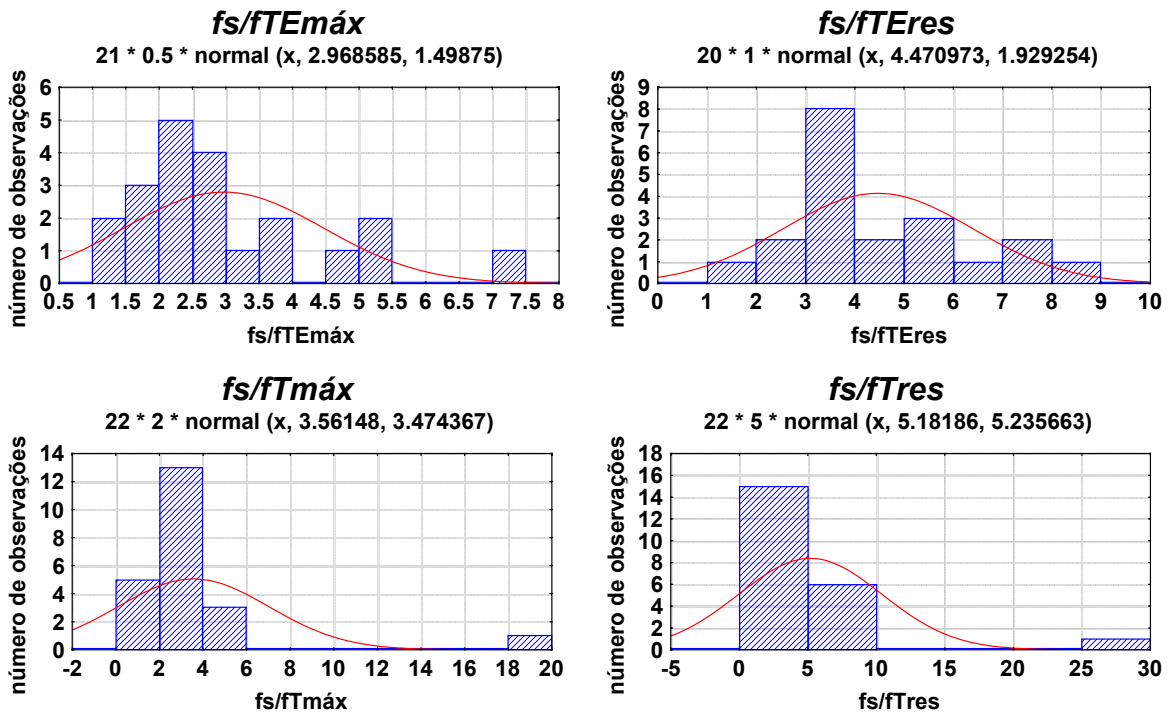 fs/fTEmáx
21 * 0.5 * normal (x, 2.968585, 1.49875)
número de observações
6
5
4
3
2
1
0
0.5 1 1.5 2 2.5 3 3.5 4 4.5 5 5.5 6 6.5 7 7.5 8
fs/fTEmáx
fs/fTEres
20 * 1 * normal (x, 4.470973, 1.929254)
número de observações
9
8
7
6
5
4
3
2
1
0
0 1 2 3 4 5 6 7 8 9 10
fs/fTEres
fs/fTmáx
22 * 2 * normal (x, 3.56148, 3.474367)
número de observações
14
12
10
8
6
4
2
0
-2 0 2 4 6 8 10 12 14 16 18 20
fs/fTmáx
fs/fTres
22 * 5 * normal (x, 5.18186, 5.235663)
número de observações
18
16
14
12
10
8
6
4
2
0
-5 0 5 10 15 20 25 30
fs/fTres